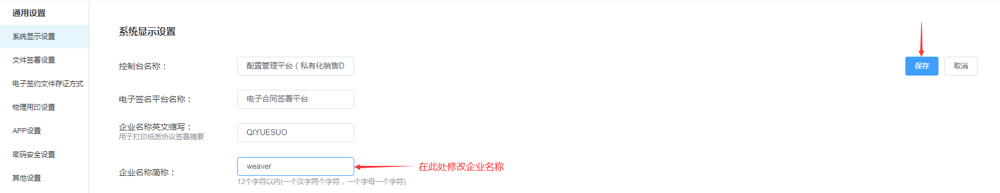 通用设置
系统显示设置
文件签署设置
电子签约文件存证方式
物理用印设置
APP设置
密码安全设置
其他设置
系统显示设置
控制台名称：
配置管理平台（私有化销售D
保存
取消
电子签名平台名称：
电子合同签署平台
企业名称英文缩写：
用于打印纸质协议签署摘要
QIYUESUO
企业名称简称：
weaver
在此处修改企业名称
12个字符以内(一个汉字两个字符，一个字母一个字符)